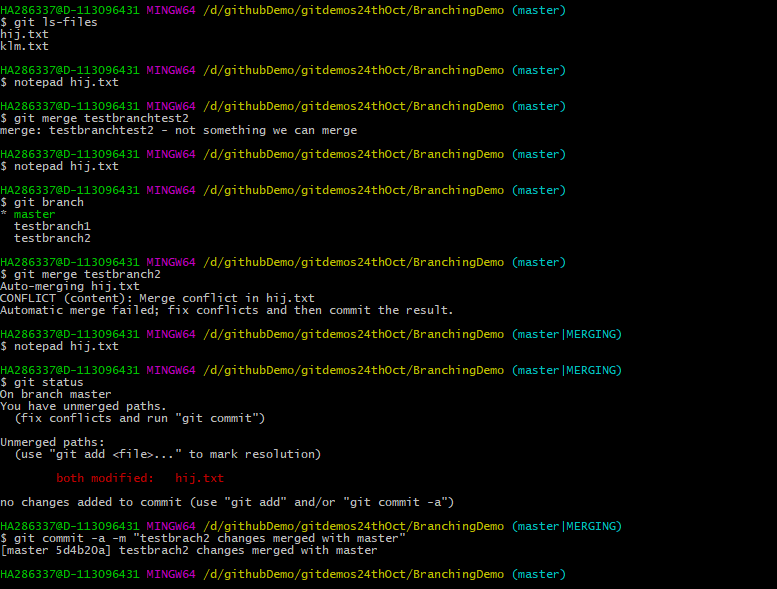 HA286337@D-113096431 MINGW64 /d/githubDemo/gitdemos24thOct/BranchingDemo (master)
$ git ls-files
hij.txt
klm.txt
HA286337@D-113096431 MINGW64 /d/githubDemo/gitdemos24thOct/BranchingDemo (master)
$ notepad hij.txt
HA286337@D-113096431 MINGW64 /d/githubDemo/gitdemos24thOct/BranchingDemo (master)
$ git merge testbranchtest2
merge: testbranchtest2 - not something we can merge
HA286337@D-113096431 MINGW64 /d/githubDemo/gitdemos24thOct/BranchingDemo (master)
$ notepad hij.txt
HA286337@D-113096431 MINGW64 /d/githubDemo/gitdemos24thOct/BranchingDemo (master)
$ git branch
* master
  testbranch1
  testbranch2
HA286337@D-113096431 MINGW64 /d/githubDemo/gitdemos24thOct/BranchingDemo (master)
$ git merge testbranch2
Auto-merging hij.txt
CONFLICT (content): Merge conflict in hij.txt
Automatic merge failed; fix conflicts and then commit the result.
HA286337@D-113096431 MINGW64 /d/githubDemo/gitdemos24thOct/BranchingDemo (master|MERGING)
$ notepad hij.txt
HA286337@D-113096431 MINGW64 /d/githubDemo/gitdemos24thOct/BranchingDemo (master|MERGING)
$ git status
On branch master
You have unmerged paths.
  (fix conflicts and run "git commit")
Unmerged paths:
  (use "git add <file>..." to mark resolution)
        both modified:   hij.txt
no changes added to commit (use "git add" and/or "git commit -a")
HA286337@D-113096431 MINGW64 /d/githubDemo/gitdemos24thOct/BranchingDemo (master|MERGING)
$ git commit -a -m "testbrach2 changes merged with master"
[master 5d4b20a] testbrach2 changes merged with master
HA286337@D-113096431 MINGW64 /d/githubDemo/gitdemos24thOct/BranchingDemo (master)